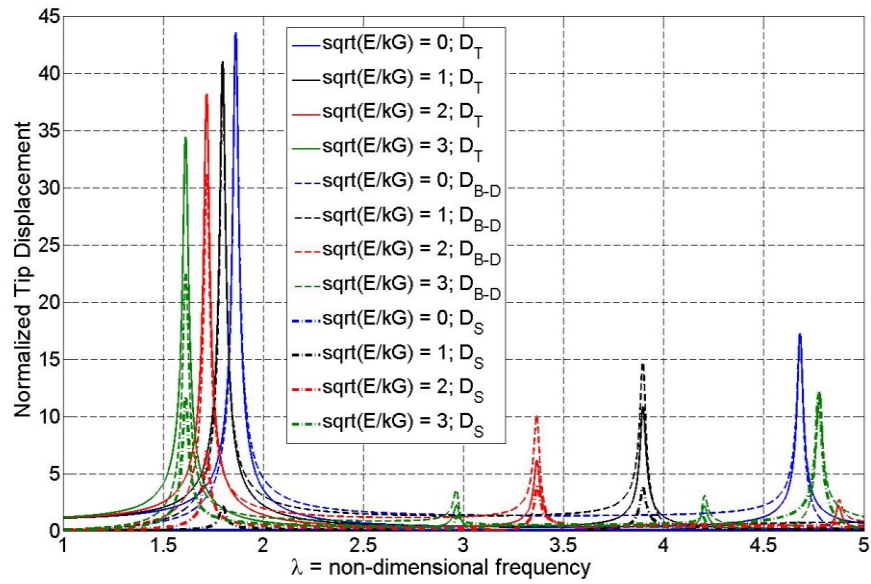 45
40
35
30
25
20
15
10
5
0
Normalized Tip Displacement
sqrt(E/kG) = 0; D_T
sqrt(E/kG) = 1; D_T
sqrt(E/kG) = 2; D_T
sqrt(E/kG) = 3; D_T
sqrt(E/kG) = 0; D_B-D
sqrt(E/kG) = 1; D_B-D
sqrt(E/kG) = 2; D_B-D
sqrt(E/kG) = 3; D_B-D
sqrt(E/kG) = 0; D_S
sqrt(E/kG) = 1; D_S
sqrt(E/kG) = 2; D_S
sqrt(E/kG) = 3; D_S
1 1.5 2 2.5 3 3.5 4 4.5 5
λ = non-dimensional frequency